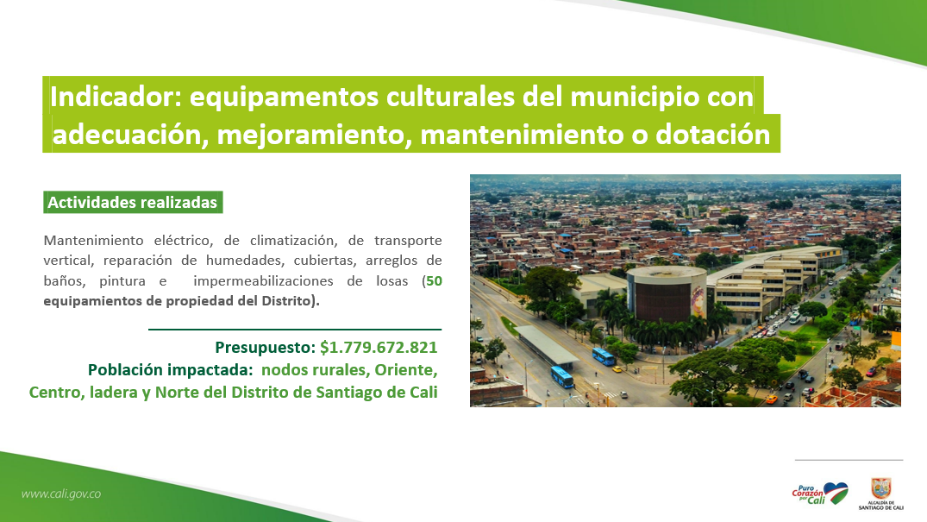 Indicador: equipamentos culturales del municipio con
adecuación, mejoramiento, mantenimiento o dotación
Actividades realizadas
Mantenimiento eléctrico, de climatización, de transporte
vertical, reparación de humedades, cubiertas, arreglos de
baños, pintura e impermeabilizaciones de losas (50
equipamientos de propiedad del Distrito).
Presupuesto: $1.779.672.821
Población impactada: nodos rurales, Oriente,
Centro, ladera y Norte del Distrito de Santiago de Cali
www.cali.gov.co
Puro
Corazón
por
Cali
ALCALDÍA DE
SANTIAGO DE CALI